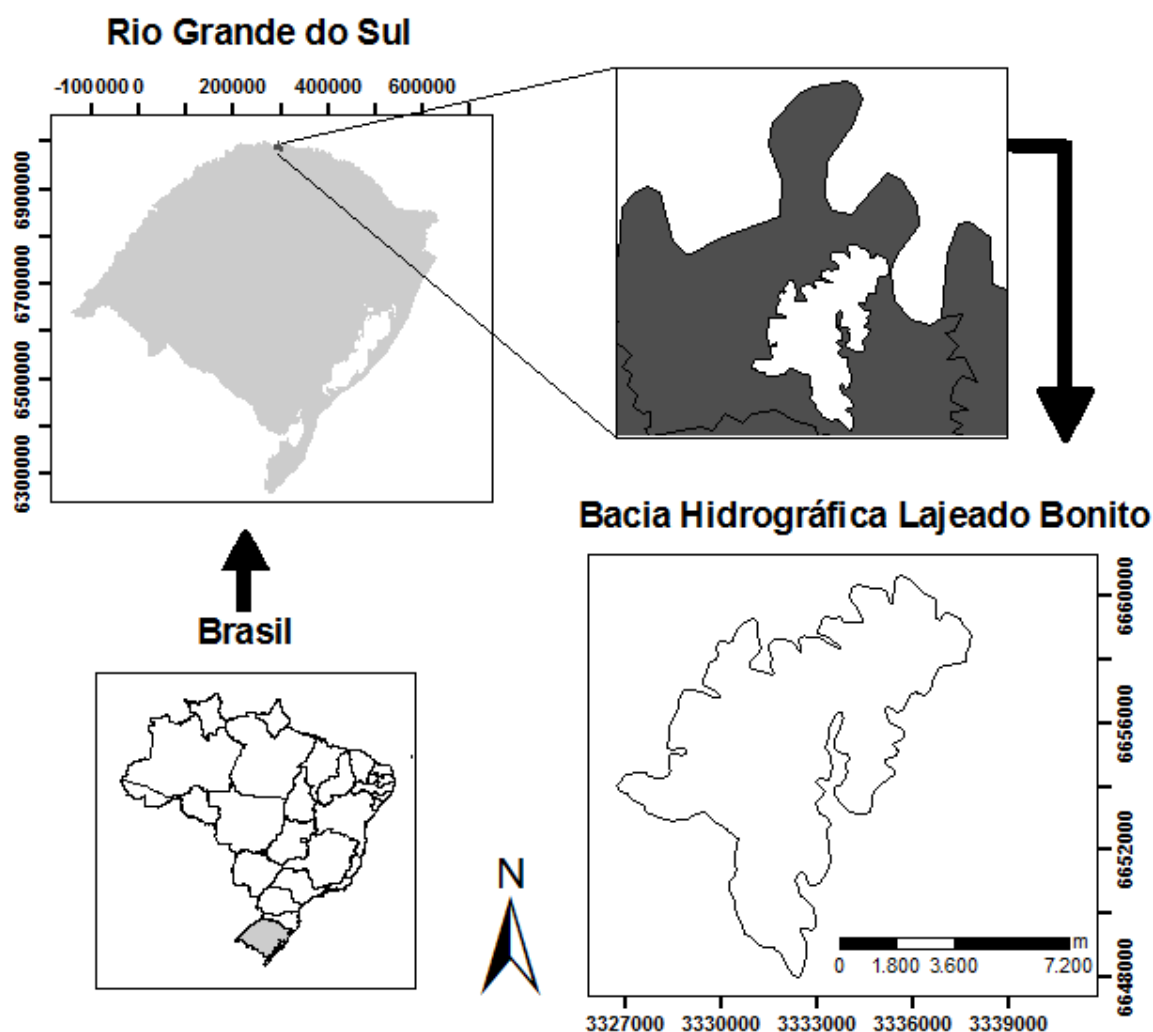 Rio Grande do Sul
-100000 0 200000 400000 600000
6900000
6700000
6500000
6300000
Bacia Hidrográfica Lajeado Bonito
Brasil
6660000
6656000
6652000
6648000
N
m
0 1.800 3.600 7.200
3327000 3330000 3333000 3336000 3339000